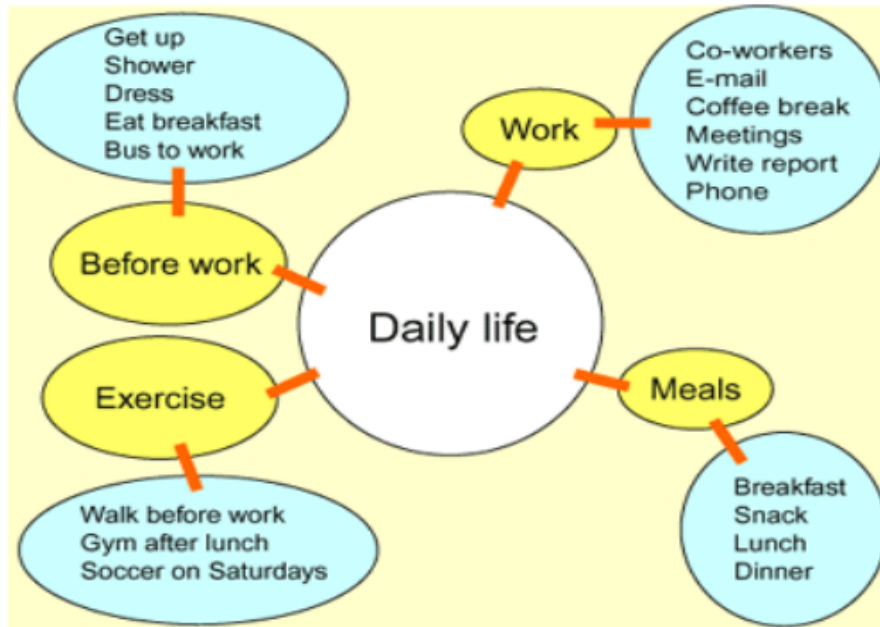 Get up
Shower
Dress
Eat breakfast
Bus to work
Before work
Work
Co-workers
E-mail
Coffee break
Meetings
Write report
Phone
Daily life
Exercise
Walk before work
Gym after lunch
Soccer on Saturdays
Meals
Breakfast
Snack
Lunch
Dinner